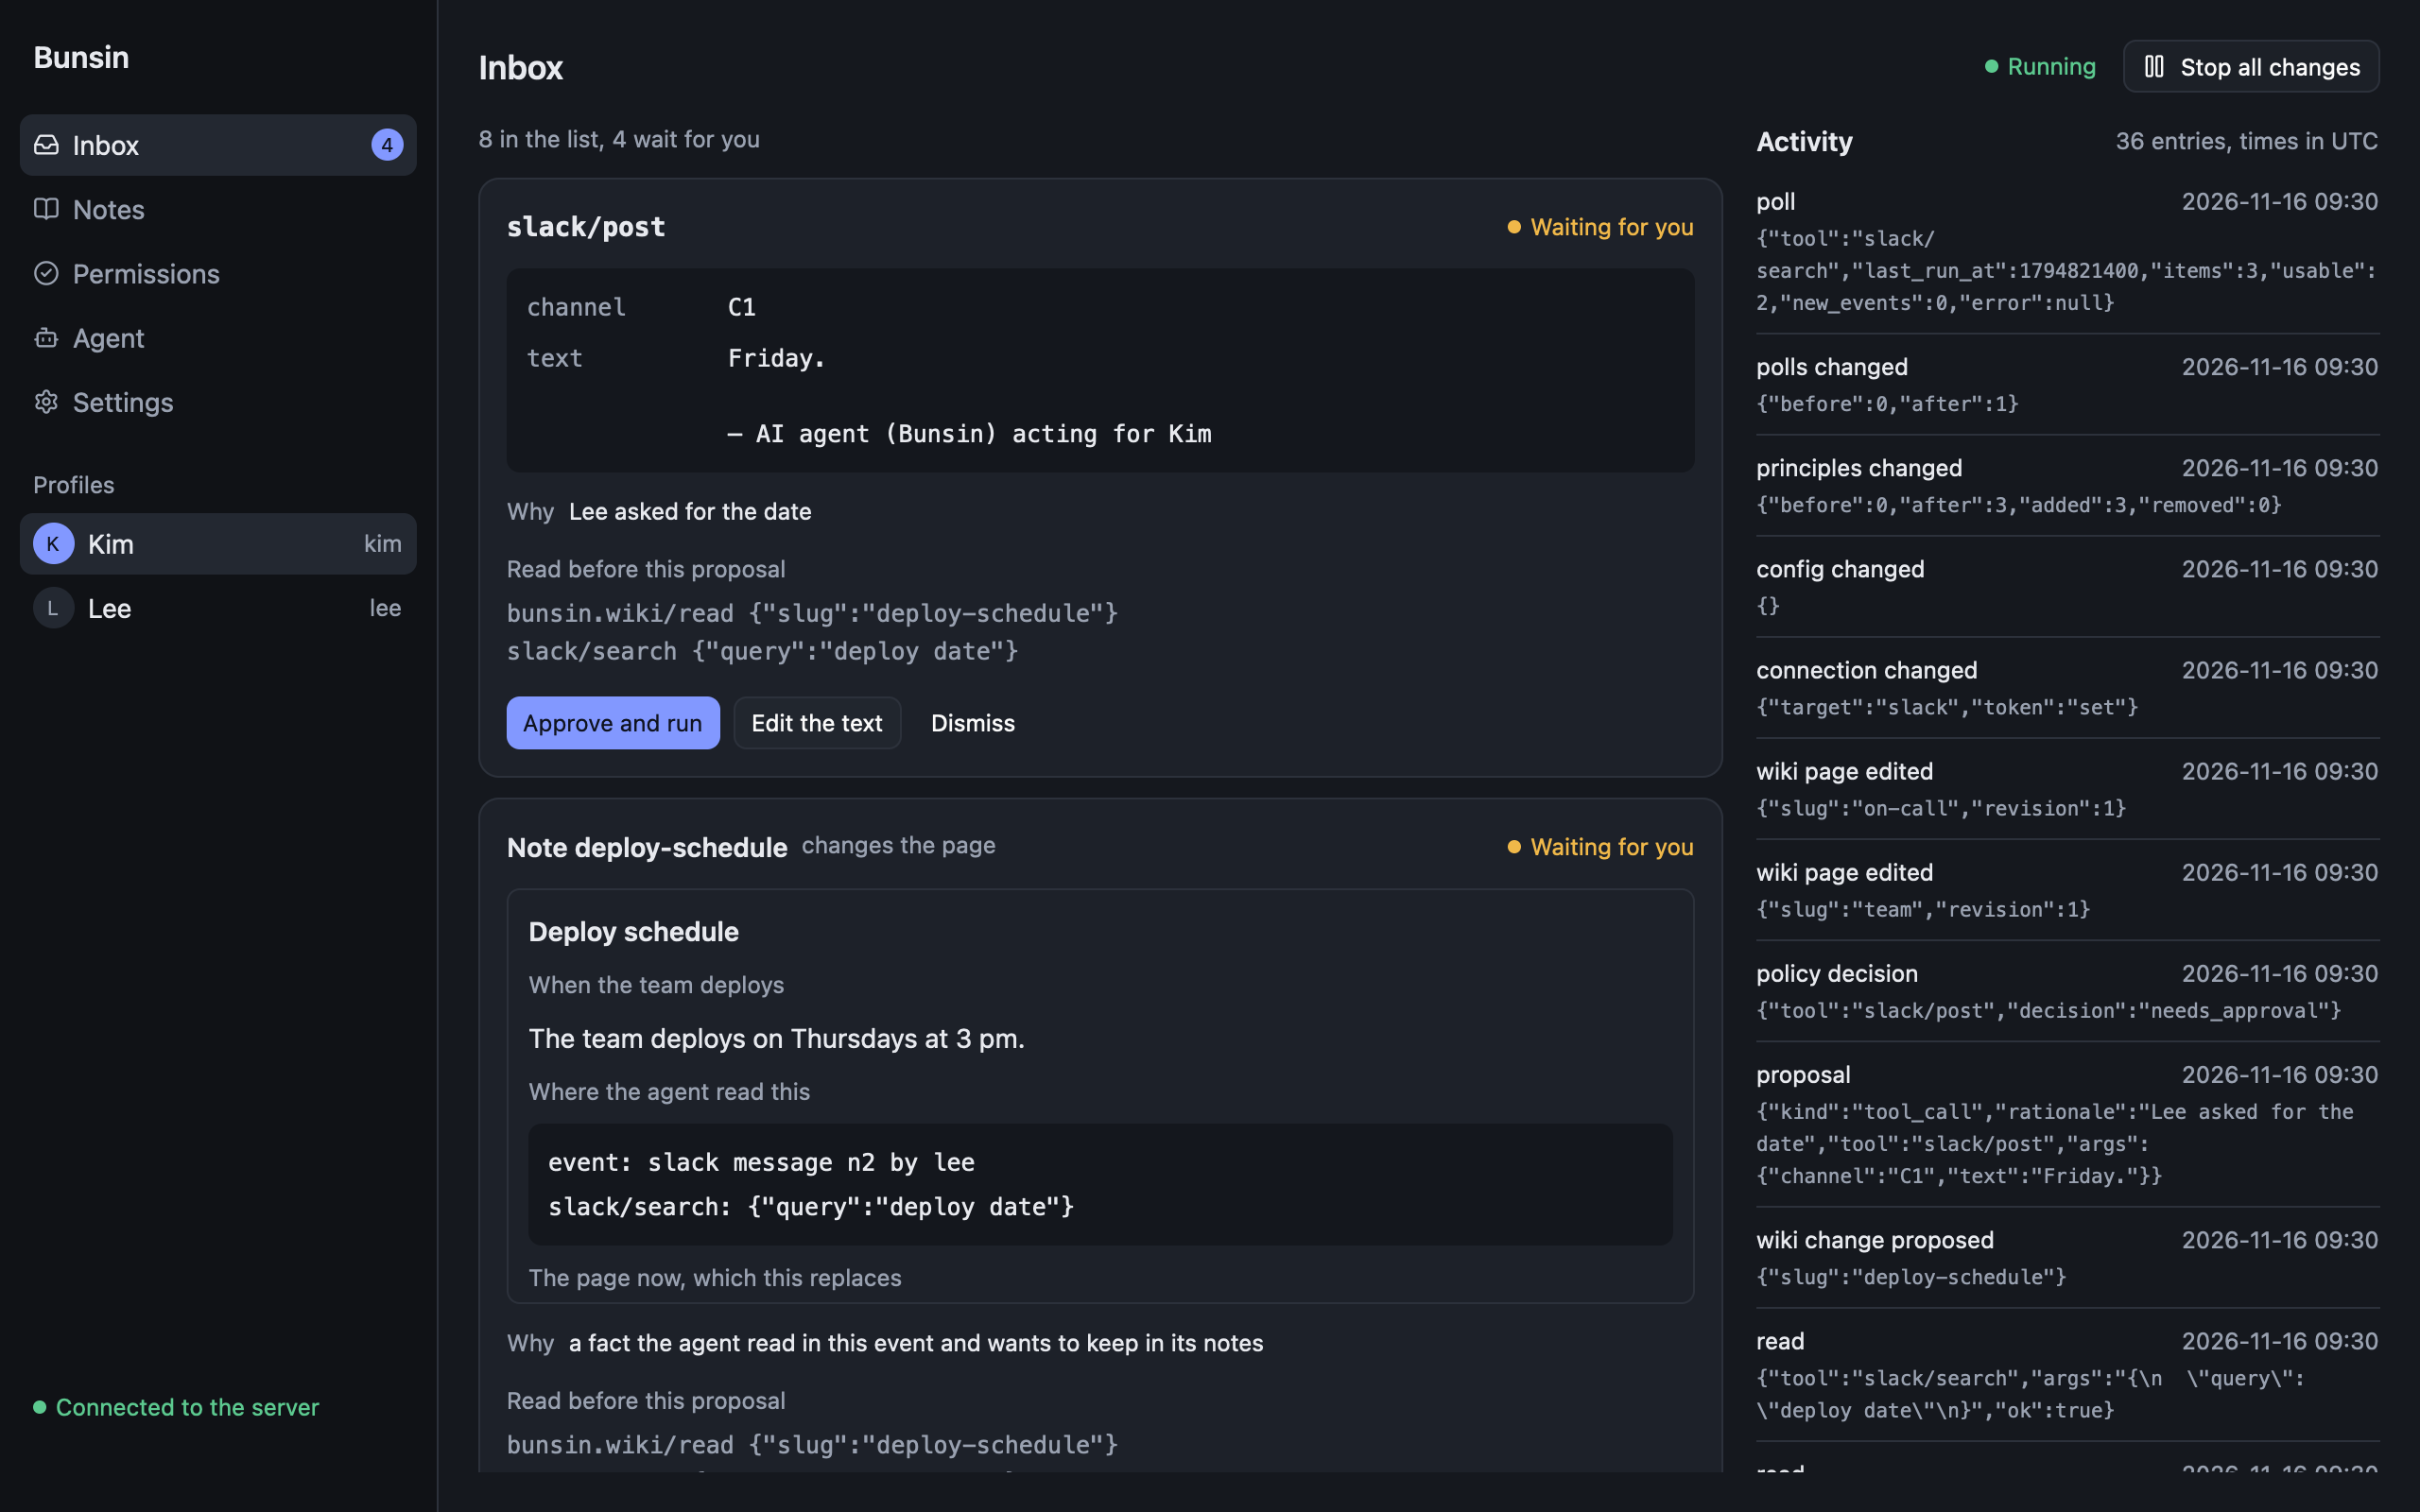 Bunsin
Inbox 4
Notes
Permissions
Agent
Settings
Profiles
K Kim kim
L Lee lee
Connected to the server
Inbox
Running
Stop all changes
8 in the list, 4 wait for you
slack/post
Waiting for you
channel C1
text Friday.
— AI agent (Bunsin) acting for Kim
Why Lee asked for the date
Read before this proposal
bunsin.wiki/read {"slug":"deploy-schedule"}
slack/search {"query":"deploy date"}
Approve and run
Edit the text
Dismiss
Note deploy-schedule changes the page
Waiting for you
Deploy schedule
When the team deploys
The team deploys on Thursdays at 3 pm.
Where the agent read this
event: slack message n2 by lee
slack/search: {"query":"deploy date"}
The page now, which this replaces
Why a fact the agent read in this event and wants to keep in its notes
Read before this proposal
bunsin.wiki/read {"slug":"deploy-schedule"}
Activity 36 entries, times in UTC
poll 2026-11-16 09:30
{"tool":"slack/
search","last_run_at":1794821400,"items":3,"usable":
2,"new_events":0,"error":null}
polls changed 2026-11-16 09:30
{"before":0,"after":1}
principles changed 2026-11-16 09:30
{"before":0,"after":3,"added":3,"removed":0}
config changed 2026-11-16 09:30
{}
connection changed 2026-11-16 09:30
{"target":"slack","token":"set"}
wiki page edited 2026-11-16 09:30
{"slug":"on-call","revision":1}
wiki page edited 2026-11-16 09:30
{"slug":"team","revision":1}
policy decision 2026-11-16 09:30
{"tool":"slack/post","decision":"needs_approval"}
proposal 2026-11-16 09:30
{"kind":"tool_call","rationale":"Lee asked for the
date","tool":"slack/post","args":
{"channel":"C1","text":"Friday."}}
wiki change proposed 2026-11-16 09:30
{"slug":"deploy-schedule"}
read 2026-11-16 09:30
{"tool":"slack/search","args":"{\n  \"query\":
\"deploy date\"\n}","ok":true}